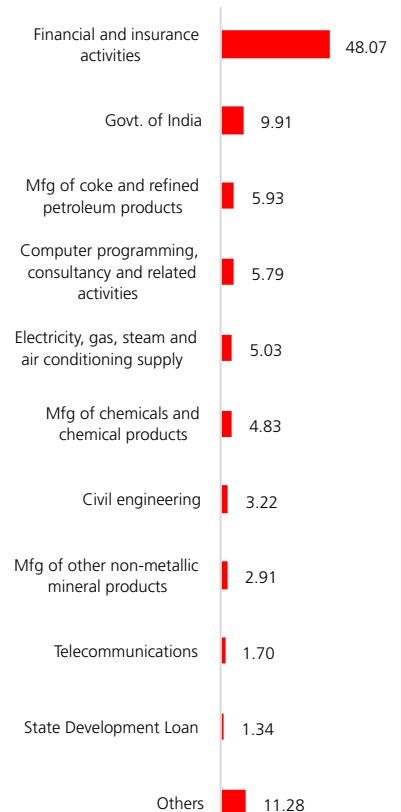 Financial and insurance
activities
48.07
Govt. of India
9.91
Mfg of coke and refined
petroleum products
5.93
Computer programming,
consultancy and related
activities
5.79
Electricity, gas, steam and
air conditioning supply
5.03
Mfg of chemicals and
chemical products
4.83
Civil engineering
3.22
Mfg of other non-metallic
mineral products
2.91
Telecommunications
1.70
State Development Loan
1.34
Others
11.28